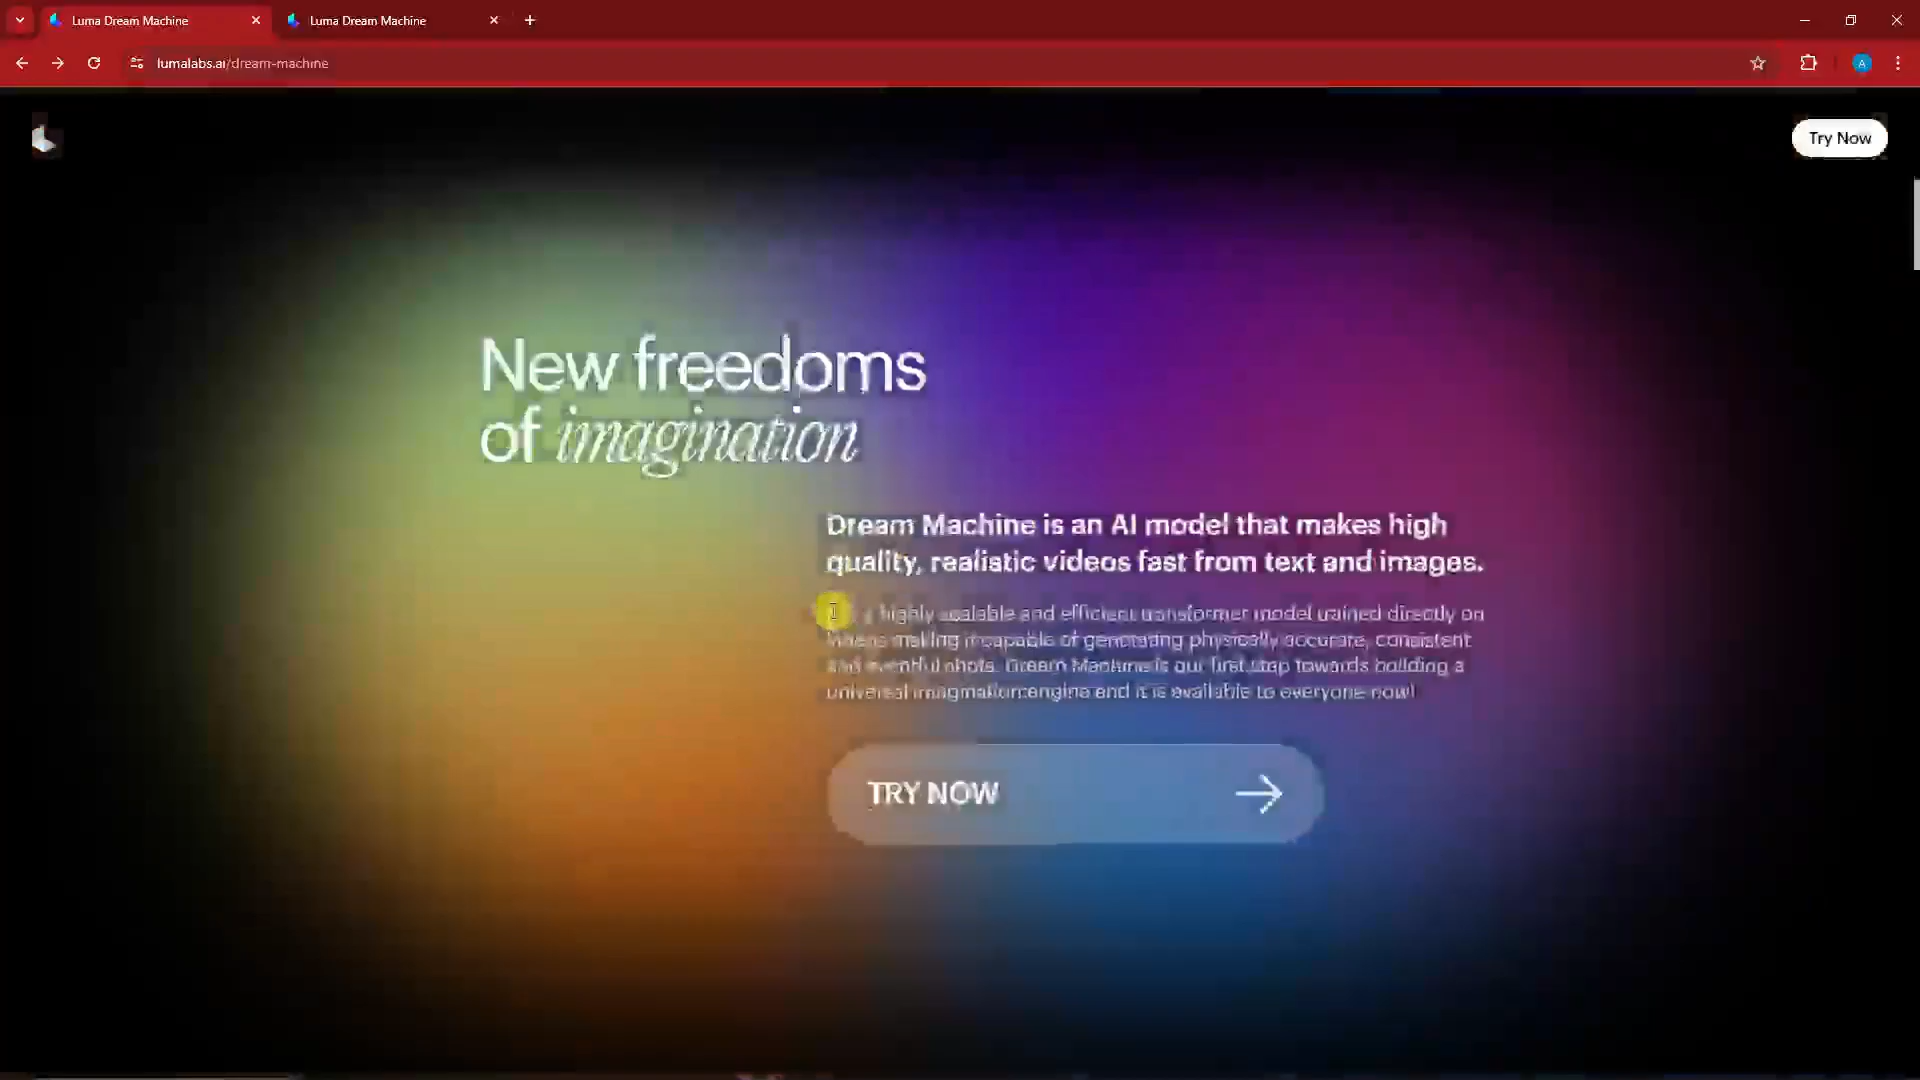 Luma Dream Machine
Luma Dream Machine
lumalabs.ai/dream-machine
A
Try Now
New freedoms
of imagination
Dream Machine is an AI model that makes high
quality, realistic videos fast from text and images.
highly scalable and efficient transformer model trained directly on
making it capable of generating physically accurate, consistent
and eventful shots. Dream Machine is our first step towards building a
universal imagination engine and it is available to everyone now!
TRY NOW